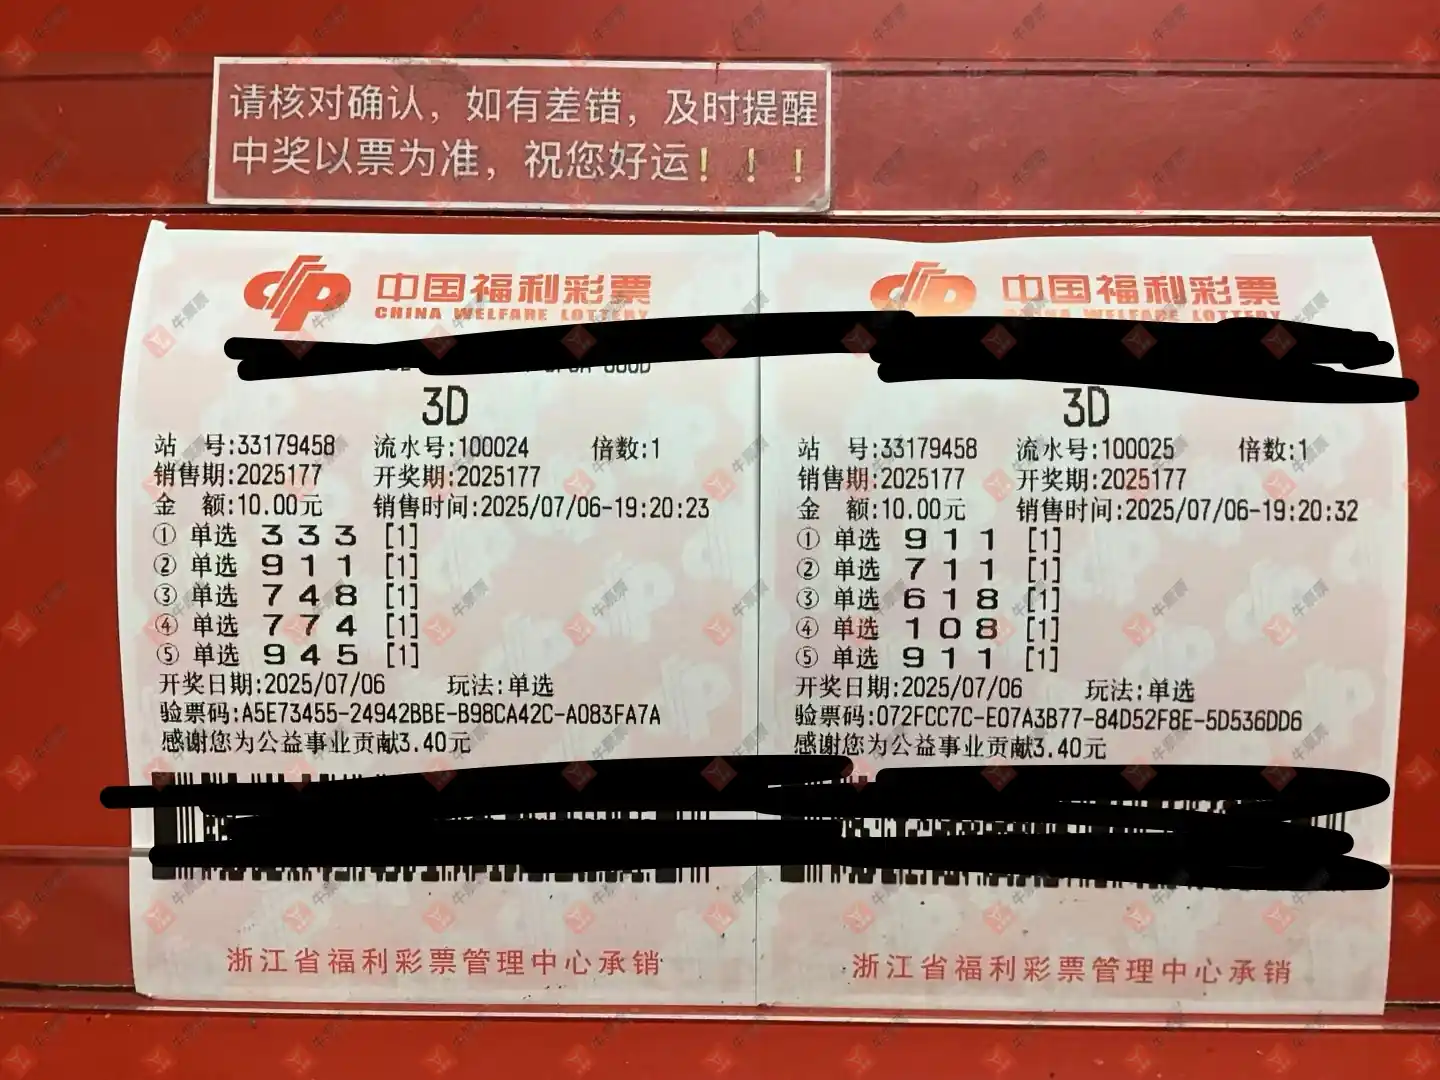 请核对确认，如有差错，及时提醒
中奖以票为准，祝您好运！！！
中国福利彩票
CHINA WELFARE LOTTERY
3D
站 号:33179458 流水号:100024 倍数:1
销售期:2025177 开奖期:2025177
金 额:10.00元 销售时间:2025/07/06-19:20:23
① 单选 3 3 3 [1]
② 单选 9 1 1 [1]
③ 单选 7 4 8 [1]
④ 单选 7 7 4 [1]
⑤ 单选 9 4 5 [1]
开奖日期:2025/07/06 玩法:单选
验票码:A5E73455-24942BBE-B98CA42C-A083FA7A
感谢您为公益事业贡献3.40元
浙江省福利彩票管理中心承销
中国福利彩票
CHINA WELFARE LOTTERY
3D
站 号:33179458 流水号:100025 倍数:1
销售期:2025177 开奖期:2025177
金 额:10.00元 销售时间:2025/07/06-19:20:32
① 单选 9 1 1 [1]
② 单选 7 1 1 [1]
③ 单选 6 1 8 [1]
④ 单选 1 0 8 [1]
⑤ 单选 9 1 1 [1]
开奖日期:2025/07/06 玩法:单选
验票码:072FCC7C-E07A3B77-84D52F8E-5D536DD6
感谢您为公益事业贡献3.40元
浙江省福利彩票管理中心承销